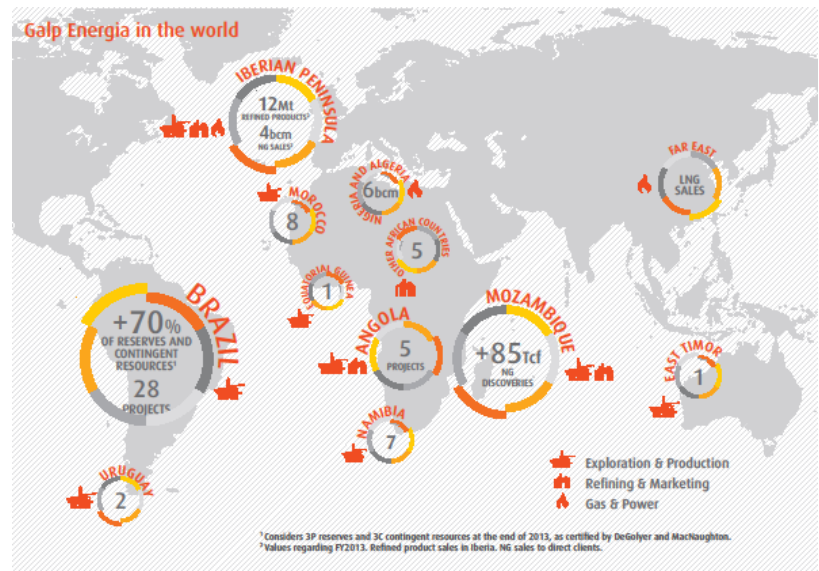 Galp Energia in the world
IBERIAN PENINSULA
12Mt
REFINED PRODUCTS²
4bcm
NG SALES²
MOROCCO
8
NIGERIA AND ALGERIA
6bcm
FAR EAST
LNG
SALES
OTHER AFRICAN COUNTRIES
5
EQUATORIAL GUINEA
1
BRAZIL
+70%
OF RESERVES AND
CONTINGENT
RESOURCES¹
28
PROJECTS
ANGOLA
5
PROJECTS
MOZAMBIQUE
+85Tcf
NG
DISCOVERIES
EAST TIMOR
1
NAMIBIA
7
URUGUAY
2
Exploration & Production
Refining & Marketing
Gas & Power
¹Considers 3P reserves and 3C contingent resources at the end of 2013, as certified by DeGolyer and MacNaughton.
²Values regarding FY2013. Refined product sales in Iberia. NG sales to direct clients.